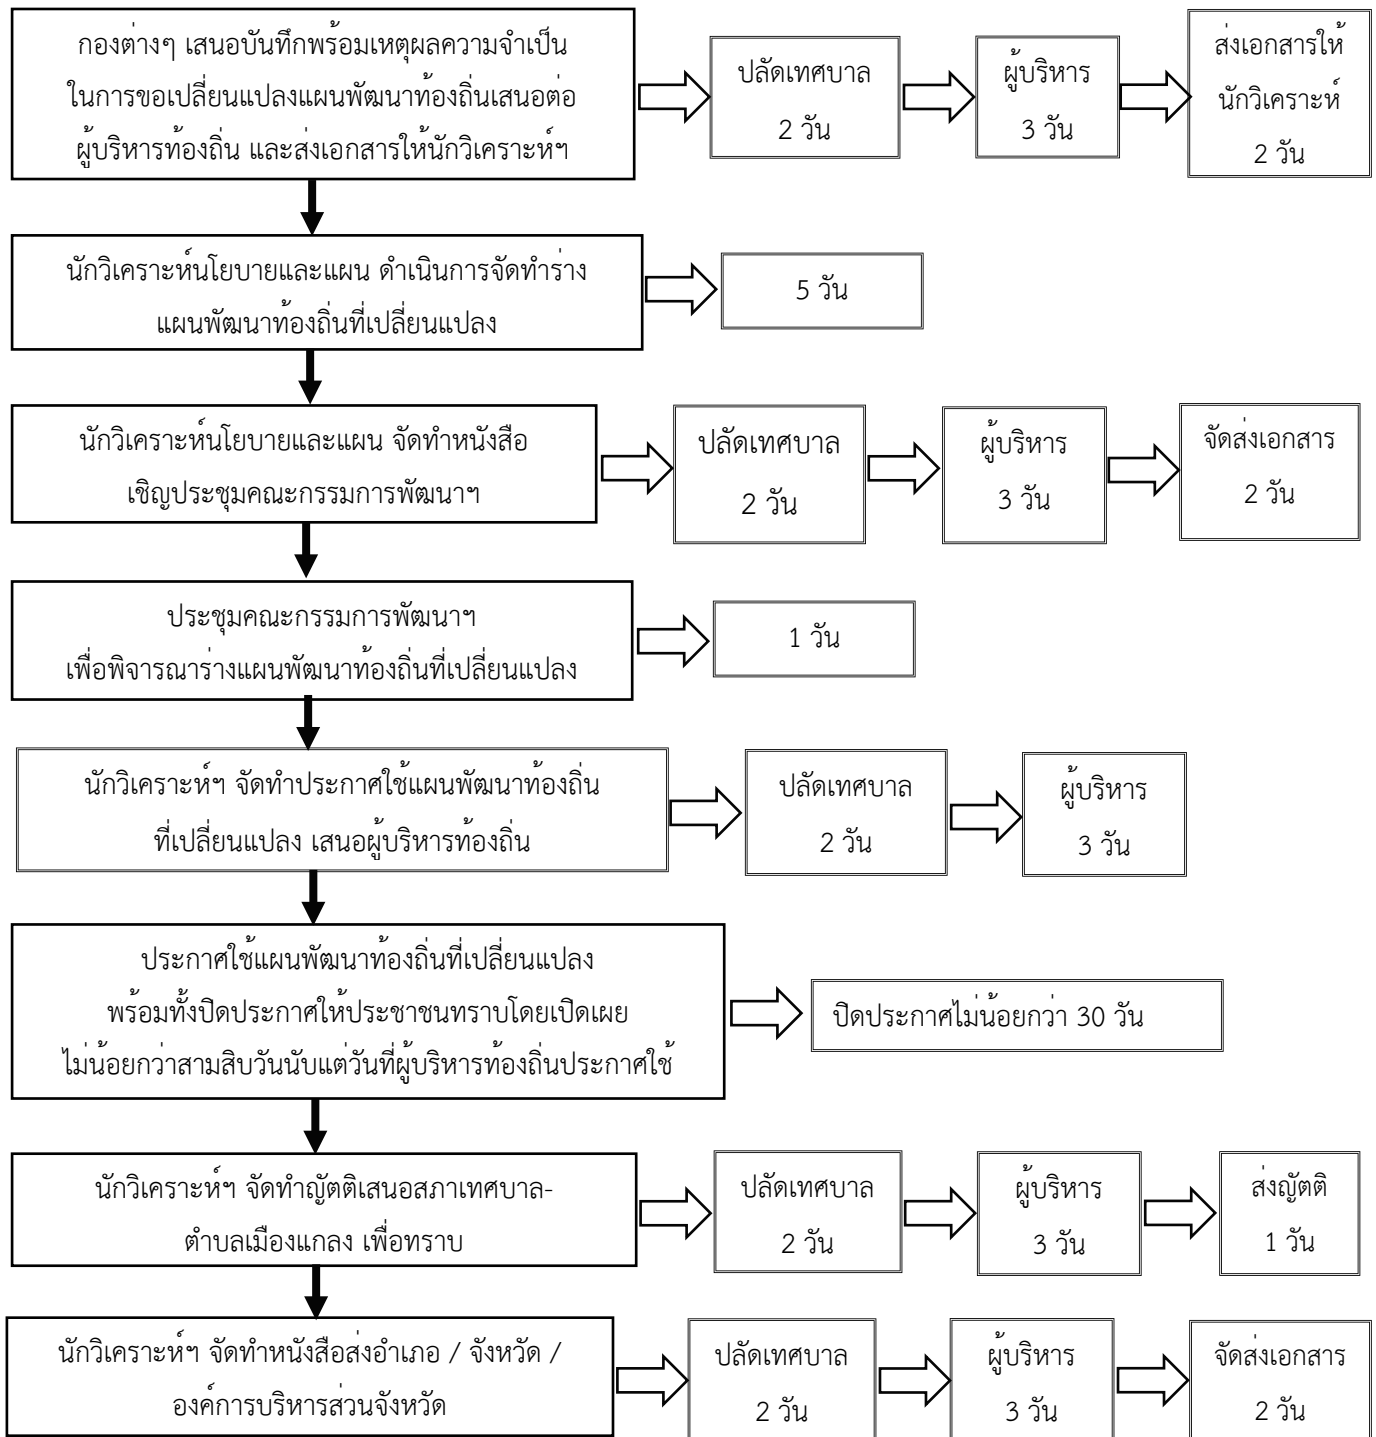 กองต่างๆ เสนอบันทึกพร้อมเหตุผลความจำเป็น
ในการขอเปลี่ยนแปลงแผนพัฒนาท้องถิ่นเสนอต่อ
ผู้บริหารท้องถิ่น และส่งเอกสารให้นักวิเคราะห์ฯ
ปลัดเทศบาล
2 วัน
ผู้บริหาร
3 วัน
ส่งเอกสารให้
นักวิเคราะห์
2 วัน
นักวิเคราะห์นโยบายและแผน ดำเนินการจัดทำร่าง
แผนพัฒนาท้องถิ่นที่เปลี่ยนแปลง
5 วัน
นักวิเคราะห์นโยบายและแผน จัดทำหนังสือ
เชิญประชุมคณะกรรมการพัฒนาฯ
ปลัดเทศบาล
2 วัน
ผู้บริหาร
3 วัน
จัดส่งเอกสาร
2 วัน
ประชุมคณะกรรมการพัฒนาฯ
เพื่อพิจารณาร่างแผนพัฒนาท้องถิ่นที่เปลี่ยนแปลง
1 วัน
นักวิเคราะห์ฯ จัดทำประกาศใช้แผนพัฒนาท้องถิ่น
ที่เปลี่ยนแปลง เสนอผู้บริหารท้องถิ่น
ปลัดเทศบาล
2 วัน
ผู้บริหาร
3 วัน
ประกาศใช้แผนพัฒนาท้องถิ่นที่เปลี่ยนแปลง
พร้อมทั้งปิดประกาศให้ประชาชนทราบโดยเปิดเผย
ไม่น้อยกว่าสามสิบวันนับแต่วันที่ผู้บริหารท้องถิ่นประกาศใช้
ปิดประกาศไม่น้อยกว่า 30 วัน
นักวิเคราะห์ฯ จัดทำญัตติเสนอสภาเทศบาล-
ตำบลเมืองแกลง เพื่อทราบ
ปลัดเทศบาล
2 วัน
ผู้บริหาร
3 วัน
ส่งญัตติ
1 วัน
นักวิเคราะห์ฯ จัดทำหนังสือส่งอำเภอ / จังหวัด /
องค์การบริหารส่วนจังหวัด
ปลัดเทศบาล
2 วัน
ผู้บริหาร
3 วัน
จัดส่งเอกสาร
2 วัน